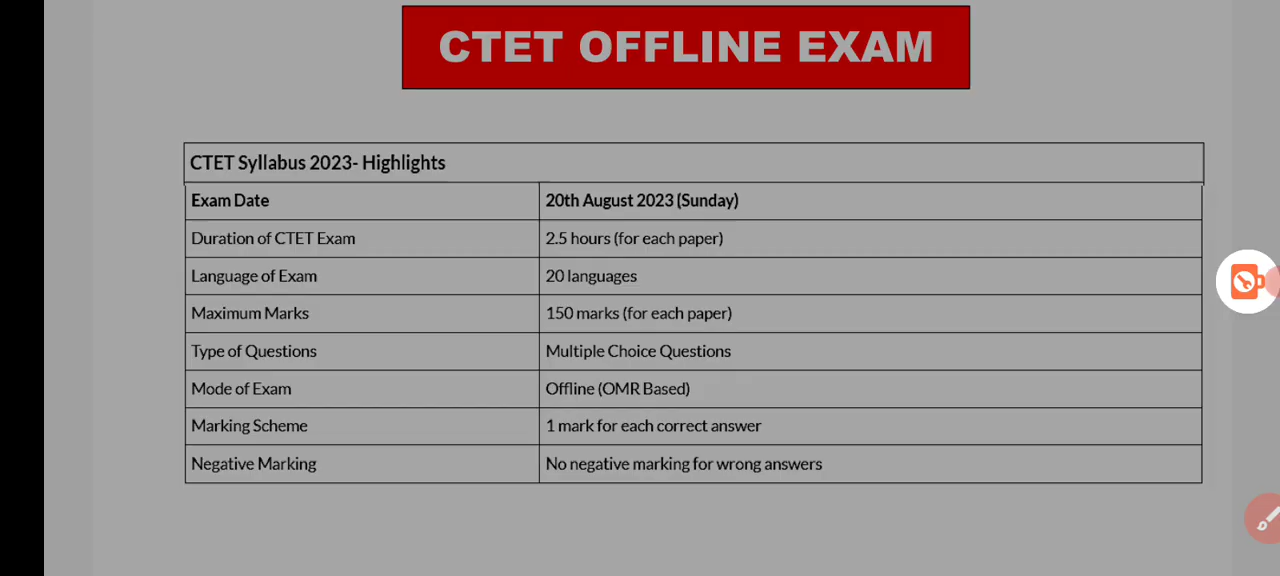 CTET OFFLINE EXAM
CTET Syllabus 2023- Highlights
Exam Date 20th August 2023 (Sunday)
Duration of CTET Exam 2.5 hours (for each paper)
Language of Exam 20 languages
Maximum Marks 150 marks (for each paper)
Type of Questions Multiple Choice Questions
Mode of Exam Offline (OMR Based)
Marking Scheme 1 mark for each correct answer
Negative Marking No negative marking for wrong answers